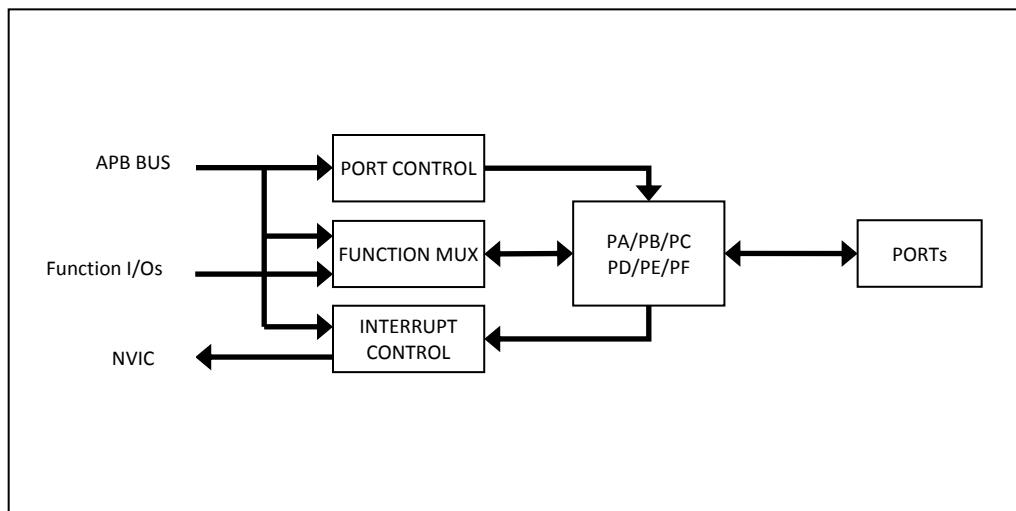 APB BUS
PORT CONTROL
Function I/Os
FUNCTION MUX
PA/PB/PC
PD/PE/PF
PORTs
INTERRUPT
CONTROL
NVIC